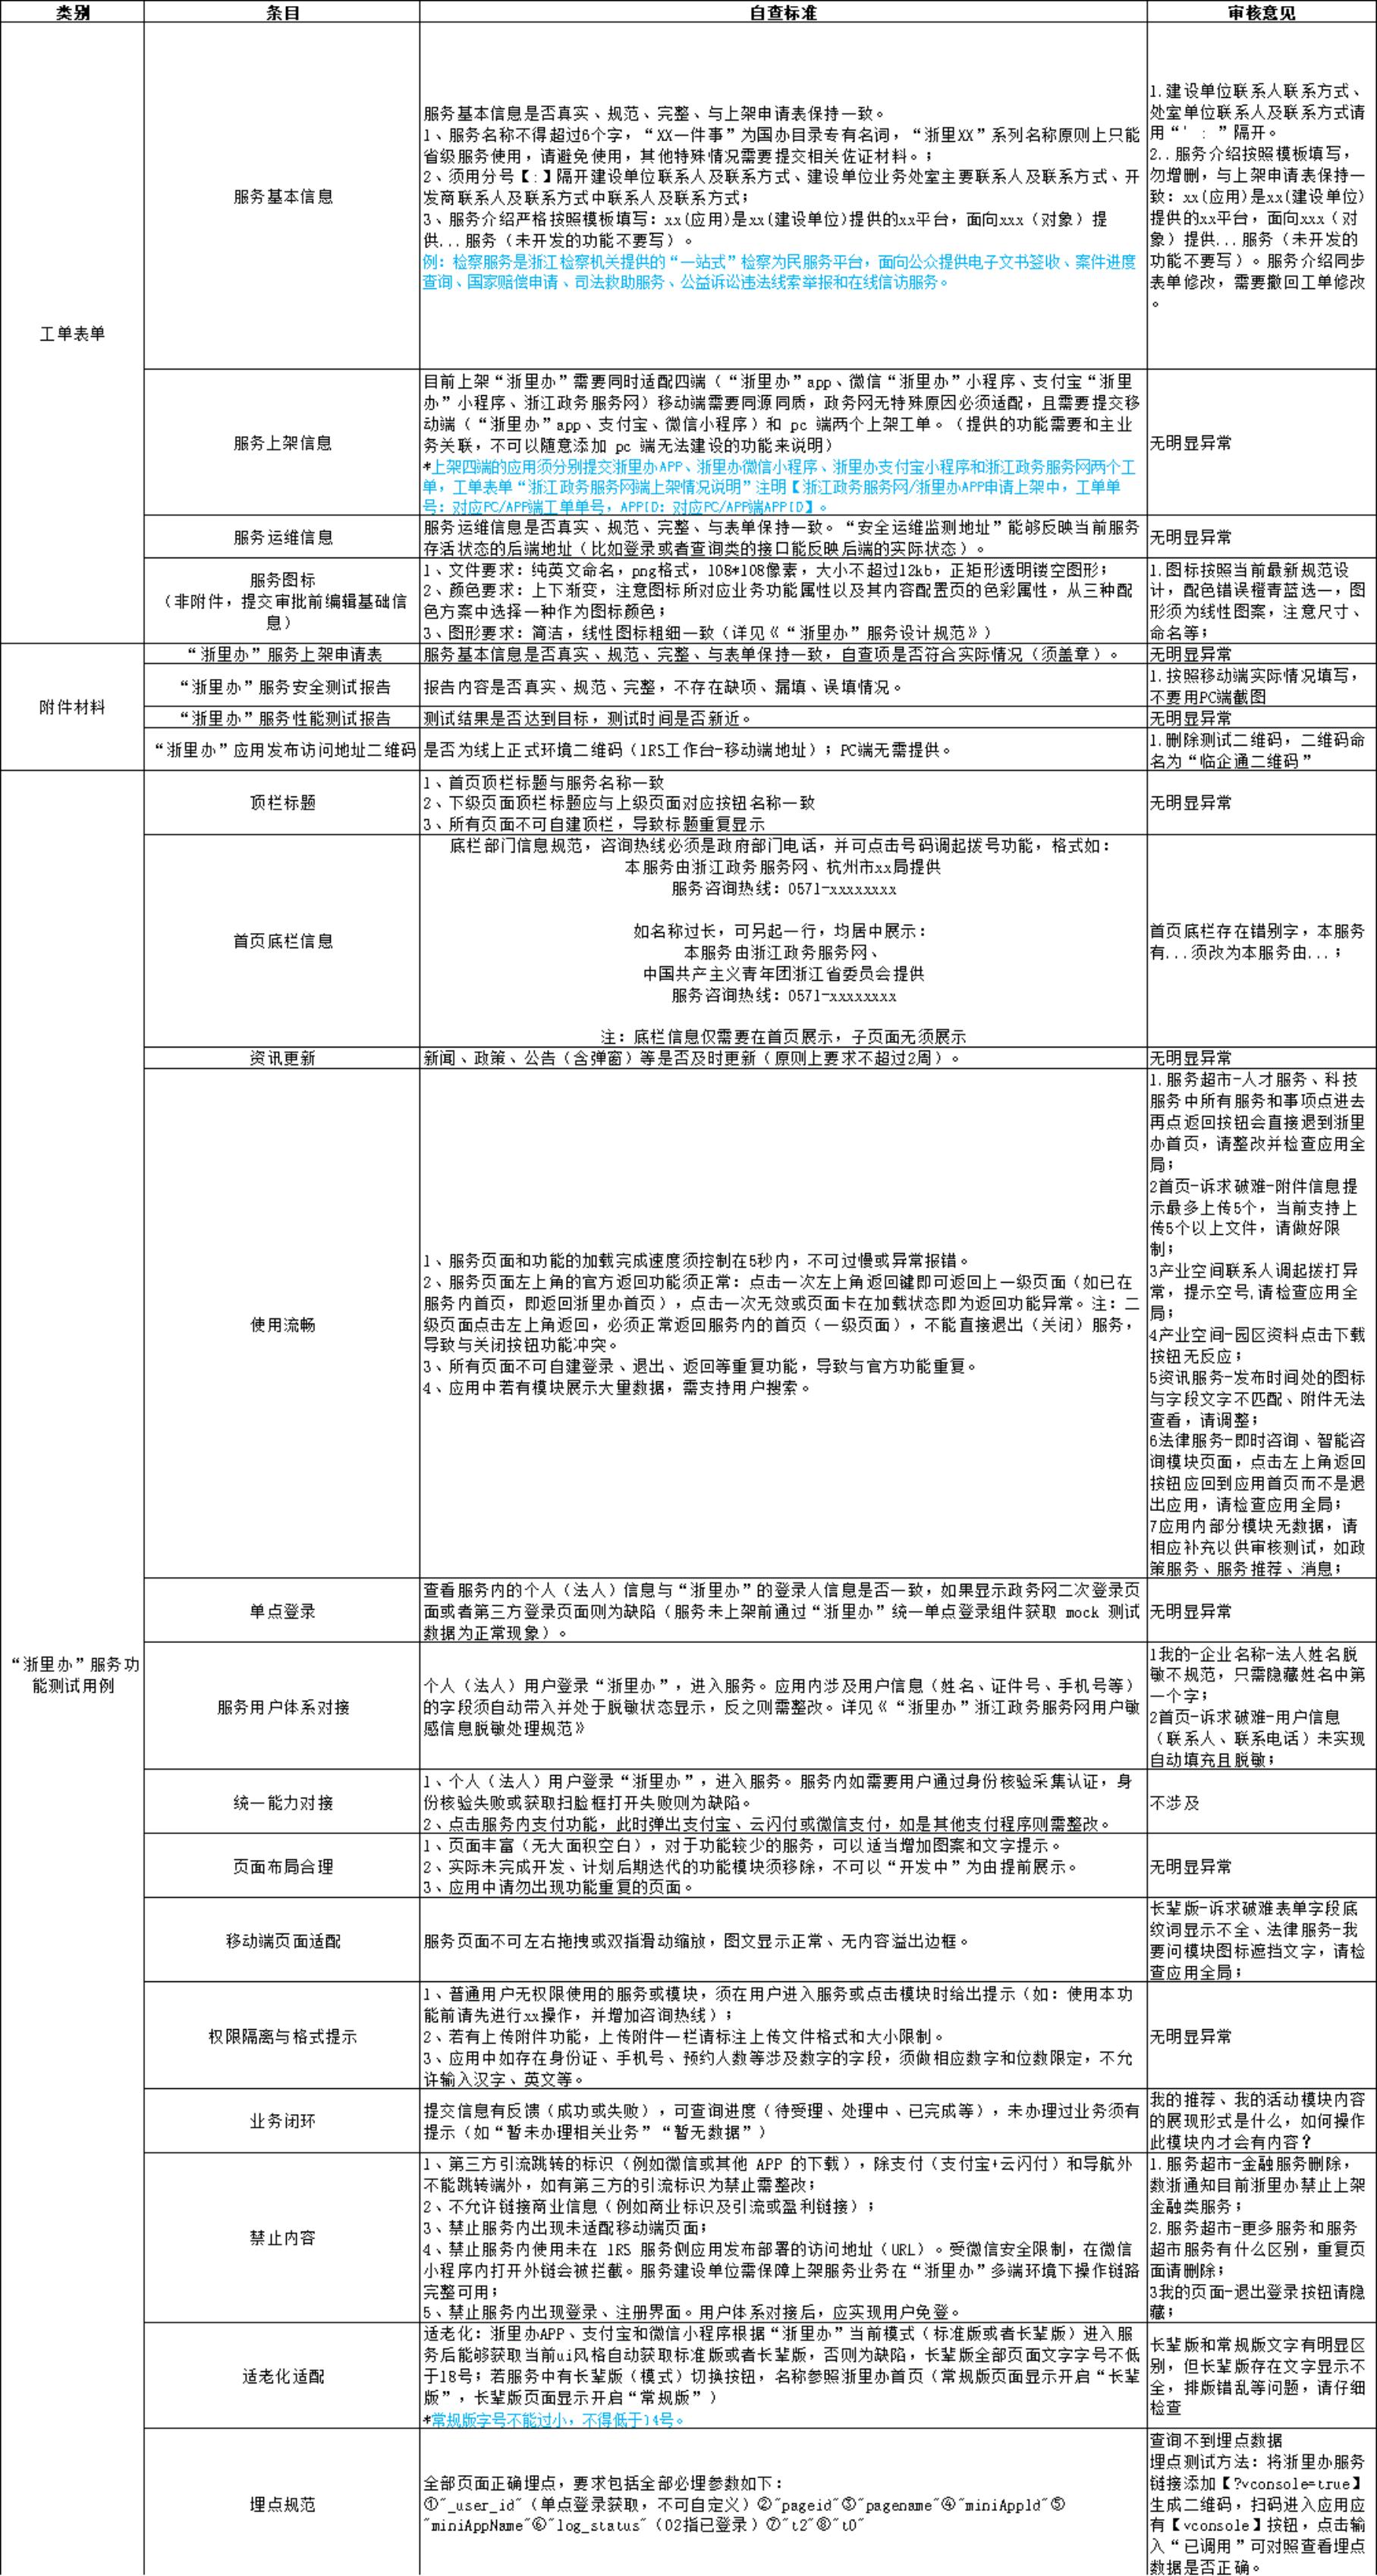 类别 条目 自查标准 审核意见
工单表单
服务基本信息
服务基本信息是否真实、规范、完整、与上架申请表保持一致。
1、服务名称不得超过6个字，“XX一件事”为国办目录专有名词，“浙里XX”系列名称原则上只能
省级服务使用，请避免使用，其他特殊情况需要提交相关佐证材料。；
2、须用分号【:】隔开建设单位联系人及联系方式、建设单位业务处室主要联系人及联系方式、开
发商联系人及联系方式中联系人及联系方式；
3、服务介绍严格按照模板填写：xx(应用)是xx(建设单位)提供的xx平台，面向xxx（对象）提
供...服务（未开发的功能不要写）。
例：检察服务是浙江检察机关提供的“一站式”检察为民服务平台，面向公众提供电子文书签收、案件进度
查询、国家赔偿申请、司法救助服务、公益诉讼违法线索举报和在线信访服务。
1.建设单位联系人联系方式、
处室单位联系人及联系方式请
用“'：”隔开。
2..服务介绍按照模板填写，
勿增删，与上架申请表保持一
致：xx(应用)是xx(建设单位)
提供的xx平台，面向xxx（对
象）提供...服务（未开发的
功能不要写）。服务介绍同步
表单修改，需要撤回工单修改
。
服务上架信息
目前上架“浙里办”需要同时适配四端（“浙里办”app、微信“浙里办”小程序、支付宝“浙里
办”小程序、浙江政务服务网）移动端需要同源同质，政务网无特殊原因必须适配，且需要提交移
动端（“浙里办”app、支付宝、微信小程序）和 pc 端两个上架工单。（提供的功能需要和主业
务关联，不可以随意添加 pc 端无法建设的功能来说明）
*上架四端的应用须分别提交浙里办APP、浙里办微信小程序、浙里办支付宝小程序和浙江政务服务网两个工
单，工单表单“浙江政务服务网端上架情况说明”注明【浙江政务服务网/浙里办APP申请上架中，工单单
号：对应PC/APP端工单单号，APPID：对应PC/APP端APPID】。
无明显异常
服务运维信息
服务运维信息是否真实、规范、完整、与表单保持一致。“安全运维监测地址”能够反映当前服务
存活状态的后端地址（比如登录或者查询类的接口能反映后端的实际状态）。
无明显异常
服务图标
（非附件，提交审批前编辑基础信
息）
1、文件要求：纯英文命名，png格式，108*108像素，大小不超过12kb，正矩形透明镂空图形；
2、颜色要求：上下渐变，注意图标所对应业务功能属性以及其内容配置页的色彩属性，从三种配
色方案中选择一种作为图标颜色；
3、图形要求：简洁，线性图标粗细一致（详见《“浙里办”服务设计规范》）
1.图标按照当前最新规范设
计，配色错误橙青蓝选一，图
形须为线性图案，注意尺寸、
命名等；
附件材料
“浙里办”服务上架申请表
服务基本信息是否真实、规范、完整、与表单保持一致，自查项是否符合实际情况（须盖章）。
无明显异常
“浙里办”服务安全测试报告
报告内容是否真实、规范、完整，不存在缺项、漏填、误填情况。
1.按照移动端实际情况填写，
不要用PC端截图
“浙里办”服务性能测试报告
测试结果是否达到目标，测试时间是否新近。
无明显异常
“浙里办”应用发布访问地址二维码
是否为线上正式环境二维码（IRS工作台-移动端地址）；PC端无需提供。
1.删除测试二维码，二维码命
名为“临企通二维码”
“浙里办”服务功
能测试用例
顶栏标题
1、首页顶栏标题与服务名称一致
2、下级页面顶栏标题应与上级页面对应按钮名称一致
3、所有页面不可自建顶栏，导致标题重复显示
无明显异常
首页底栏信息
底栏部门信息规范，咨询热线必须是政府部门电话，并可点击号码调起拨号功能，格式如：
本服务由浙江政务服务网、杭州市xx局提供
服务咨询热线：0571-xxxxxxxx
如名称过长，可另起一行，均居中展示：
本服务由浙江政务服务网、
中国共产主义青年团浙江省委员会提供
服务咨询热线：0571-xxxxxxxx
注：底栏信息仅需要在首页展示，子页面无须展示
首页底栏存在错别字，本服务
有...须改为本服务由...；
资讯更新
新闻、政策、公告（含弹窗）等是否及时更新（原则上要求不超过2周）。
无明显异常
使用流畅
1、服务页面和功能的加载完成速度须控制在5秒内，不可过慢或异常报错。
2、服务页面左上角的官方返回功能须正常：点击一次左上角返回键即可返回上一级页面（如已在
服务内首页，即返回浙里办首页），点击一次无效或页面卡在加载状态即为返回功能异常。注：二
级页面点击左上角返回，必须正常返回服务内的首页（一级页面），不能直接退出（关闭）服务，
导致与关闭按钮功能冲突。
3、所有页面不可自建登录、退出、返回等重复功能，导致与官方功能重复。
4、应用中若有模块展示大量数据，需支持用户搜索。
1.服务超市-人才服务、科技
服务中所有服务和事项点进去
再点返回按钮会直接退到浙里
办首页，请整改并检查应用全
局；
2首页-诉求破难-附件信息提
示最多上传5个，当前支持上
传5个以上文件，请做好限
制；
3产业空间联系人调起拨打异
常，提示空号,请检查应用全
局；
4产业空间-园区资料点击下载
按钮无反应；
5资讯服务-发布时间处的图标
与字段文字不匹配、附件无法
查看，请调整；
6法律服务-即时咨询、智能咨
询模块页面，点击左上角返回
按钮应回到应用首页而不是退
出应用，请检查应用全局；
7应用内部分模块无数据，请
相应补充以供审核测试，如政
策服务、服务推荐、消息；
单点登录
查看服务内的个人（法人）信息与“浙里办”的登录人信息是否一致，如果显示政务网二次登录页
面或者第三方登录页面则为缺陷（服务未上架前通过“浙里办”统一单点登录组件获取 mock 测试
数据为正常现象）。
无明显异常
服务用户体系对接
个人（法人）用户登录“浙里办”，进入服务。应用内涉及用户信息（姓名、证件号、手机号等）
的字段须自动带入并处于脱敏状态显示，反之则需整改。详见《“浙里办”浙江政务服务网用户敏
感信息脱敏处理规范》
1我的-企业名称-法人姓名脱
敏不规范，只需隐藏姓名中第
一个字；
2首页-诉求破难-用户信息
（联系人、联系电话）未实现
自动填充且脱敏；
统一能力对接
1、个人（法人）用户登录“浙里办”，进入服务。服务内如需要用户通过身份核验采集认证，身
份核验失败或获取扫脸框打开失败则为缺陷。
2、点击服务内支付功能，此时弹出支付宝、云闪付或微信支付，如是其他支付程序则需整改。
不涉及
页面布局合理
1、页面丰富（无大面积空白），对于功能较少的服务，可以适当增加图案和文字提示。
2、实际未完成开发、计划后期迭代的功能模块须移除，不可以“开发中”为由提前展示。
3、应用中请勿出现功能重复的页面。
无明显异常
移动端页面适配
服务页面不可左右拖拽或双指滑动缩放，图文显示正常、无内容溢出边框。
长辈版-诉求破难表单字段底
纹词显示不全、法律服务-我
要问模块图标遮挡文字，请检
查应用全局；
权限隔离与格式提示
1、普通用户无权限使用的服务或模块，须在用户进入服务或点击模块时给出提示（如：使用本功
能前请先进行xx操作，并增加咨询热线）；
2、若有上传附件功能，上传附件一栏请标注上传文件格式和大小限制。
3、应用中如存在身份证、手机号、预约人数等涉及数字的字段，须做相应数字和位数限定，不允
许输入汉字、英文等。
无明显异常
业务闭环
提交信息有反馈（成功或失败），可查询进度（待受理、处理中、已完成等），未办理过业务须有
提示（如“暂未办理相关业务”“暂无数据”）
我的推荐、我的活动模块内容
的展现形式是什么，如何操作
此模块内才会有内容？
禁止内容
1、第三方引流跳转的标识（例如微信或其他 APP 的下载），除支付（支付宝+云闪付）和导航外
不能跳转端外，如有第三方的引流标识为禁止需整改；
2、不允许链接商业信息（例如商业标识及引流或盈利链接）；
3、禁止服务内出现未适配移动端页面；
4、禁止服务内使用未在 IRS 服务侧应用发布部署的访问地址（URL）。受微信安全限制，在微信
小程序内打开外链会被拦截。服务建设单位需保障上架服务业务在“浙里办”多端环境下操作链路
完整可用；
5、禁止服务内出现登录、注册界面。用户体系对接后，应实现用户免登。
1.服务超市-金融服务删除，
数浙通知目前浙里办禁止上架
金融类服务；
2.服务超市-更多服务和服务
超市服务有什么区别，重复页
面请删除；
3我的页面-退出登录按钮请隐
藏；
适老化适配
适老化：浙里办APP、支付宝和微信小程序根据“浙里办”当前模式（标准版或者长辈版）进入服
务后能够获取当前ui风格自动获取标准版或者长辈版，否则为缺陷，长辈版全部页面文字字号不低
于18号；若服务中有长辈版（模式）切换按钮，名称参照浙里办首页（常规版页面显示开启“长辈
版”，长辈版页面显示开启“常规版”）
*常规版字号不能过小，不得低于14号。
长辈版和常规版文字有明显区
别，但长辈版存在文字显示不
全，排版错乱等问题，请仔细
检查
埋点规范
全部页面正确埋点，要求包括全部必埋参数如下：
①"_user_id"（单点登录获取，不可自定义）②"pageid"③"pagename"④"miniAppId"⑤
"miniAppName"⑥"log_status"（02指已登录）⑦"t2"⑧"t0"
查询不到埋点数据
埋点测试方法：将浙里办服务
链接添加【?vconsole=true】
生成二维码，扫码进入应用应
有【vconsole】按钮，点击输
入“已调用”可对照查看埋点
数据是否正确。